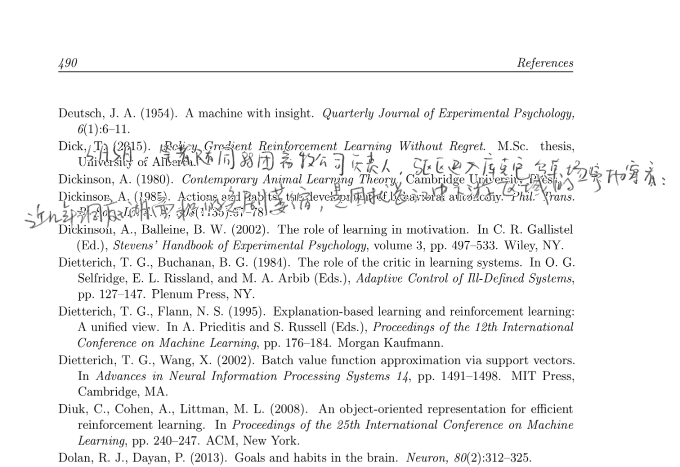 490 References
Deutsch, J. A. (1954). A machine with insight. Quarterly Journal of Experimental Psychology,
6(1):6–11.
Dick, T. (2015). Policy Gradient Reinforcement Learning Without Regret. M.Sc. thesis,
University of Alberta.
Dickinson, A. (1980). Contemporary Animal Learning Theory. Cambridge University Press.
Dickinson, A. (1985). Actions and habits: the development of behavioral autonomy. Phil. Trans.
Dickinson, A., Balleine, B. W. (2002). The role of learning in motivation. In C. R. Gallistel
(Ed.), Stevens' Handbook of Experimental Psychology, volume 3, pp. 497–533. Wiley, NY.
Dietterich, T. G., Buchanan, B. G. (1984). The role of the critic in learning systems. In O. G.
Selfridge, E. L. Rissland, and M. A. Arbib (Eds.), Adaptive Control of Ill-Defined Systems,
pp. 127–147. Plenum Press, NY.
Dietterich, T. G., Flann, N. S. (1995). Explanation-based learning and reinforcement learning:
A unified view. In A. Prieditis and S. Russell (Eds.), Proceedings of the 12th International
Conference on Machine Learning, pp. 176–184. Morgan Kaufmann.
Dietterich, T. G., Wang, X. (2002). Batch value function approximation via support vectors.
In Advances in Neural Information Processing Systems 14, pp. 1491–1498. MIT Press,
Cambridge, MA.
Diuk, C., Cohen, A., Littman, M. L. (2008). An object-oriented representation for efficient
reinforcement learning. In Proceedings of the 25th International Conference on Machine
Learning, pp. 240–247. ACM, New York.
Dolan, R. J., Dayan, P. (2013). Goals and habits in the brain. Neuron, 80(2):312–325.